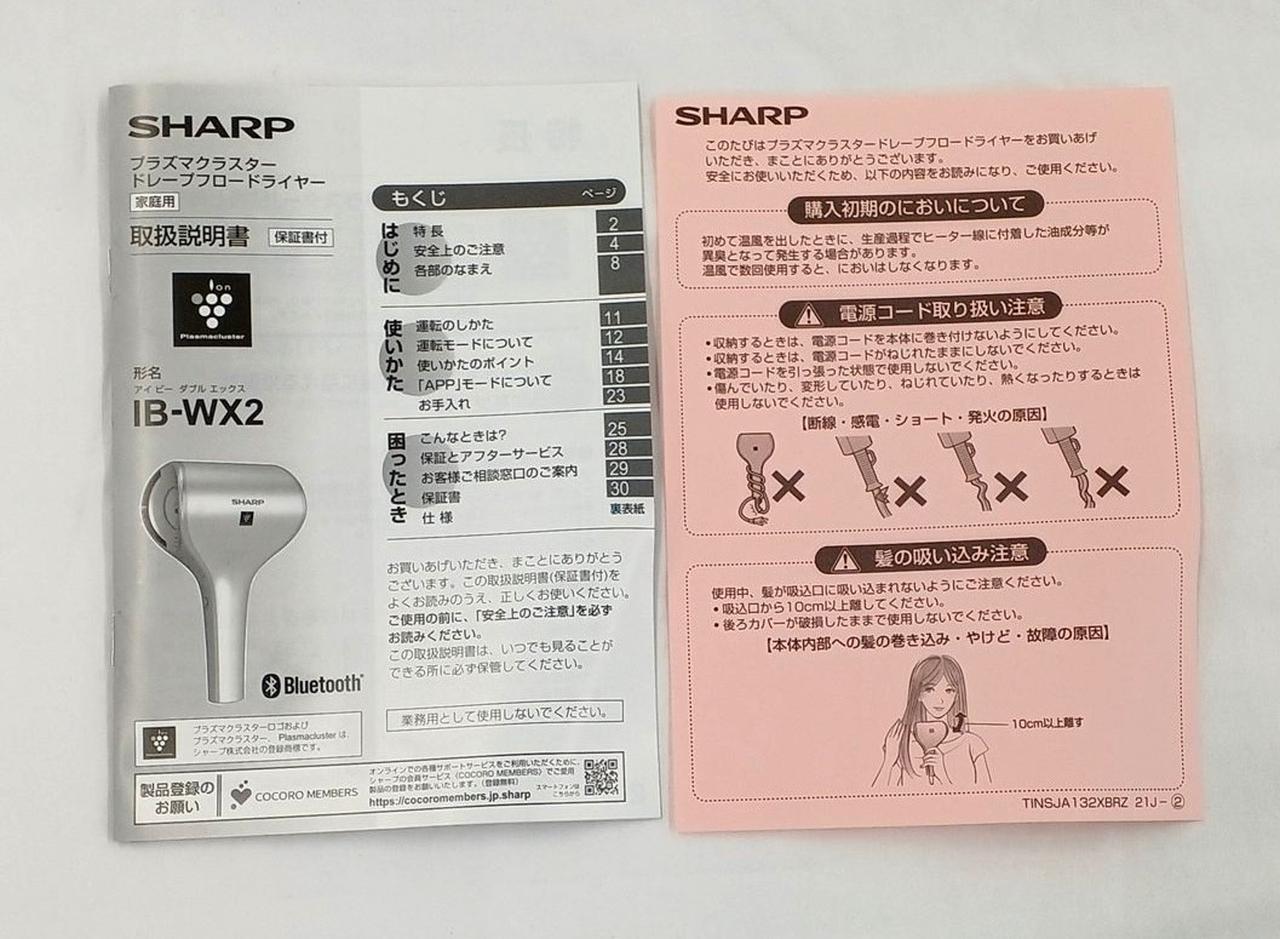 SHARP
プラズマクラスター
ドレープフロードライヤー
家庭用
取扱説明書 保証書付
ion
Plasmacluster
形名
アイ ビー ダブル エックス
IB-WX2
SHARP
Bluetooth®
プラズマクラスターロゴおよび
プラズマクラスター、Plasmaclusterは、
シャープ株式会社の登録商標です。
もくじ ページ
はじめに
特長 2
安全上のご注意 4
各部のなまえ 8
使いかた
運転のしかた 11
運転モードについて 12
使いかたのポイント 14
「APP」モードについて 18
お手入れ 23
困ったとき
こんなときは? 25
保証とアフターサービス 28
お客様ご相談窓口のご案内 29
保証書 30
仕様 裏表紙
お買いあげいただき、まことにありがとう
ございます。この取扱説明書(保証書付)を
よくお読みのうえ、正しくお使いください。
ご使用の前に、「安全上のご注意」を必ず
お読みください。
この取扱説明書は、いつでも見ることが
できる所に必ず保管してください。
業務用として使用しないでください。
製品登録の
お願い
COCORO MEMBERS
オンラインでの各種サポートサービスをご利用いただくために、
シャープの会員サービス〈COCORO MEMBERS〉でご愛用
製品の登録をお願いいたします。(登録無料)
https://cocoromembers.jp.sharp
スマートフォンは
こちらから
SHARP
このたびはプラズマクラスタードレープフロードライヤーをお買いあげ
いただき、まことにありがとうございます。
安全にお使いいただくため、以下の内容をお読みになり、ご使用ください。
購入初期のにおいについて
初めて温風を出したときに、生産過程でヒーター線に付着した油成分等が
異臭となって発生する場合があります。
温風で数回使用すると、においはしなくなります。
電源コード取り扱い注意
•収納するときは、電源コードを本体に巻き付けないようにしてください。
•収納するときは、電源コードがねじれたままにしないでください。
•電源コードを引っ張った状態で使用しないでください。
•傷んでいたり、変形していたり、ねじれていたり、熱くなったりするときは
使用しないでください。
【断線・感電・ショート・発火の原因】
髪の吸い込み注意
使用中、髪が吸込口に吸い込まれないようにご注意ください。
•吸込口から10cm以上離してください。
•後ろカバーが破損したままで使用しないでください。
【本体内部への髪の巻き込み・やけど・故障の原因】
10cm以上離す
TINSJA132XBRZ 21J-②